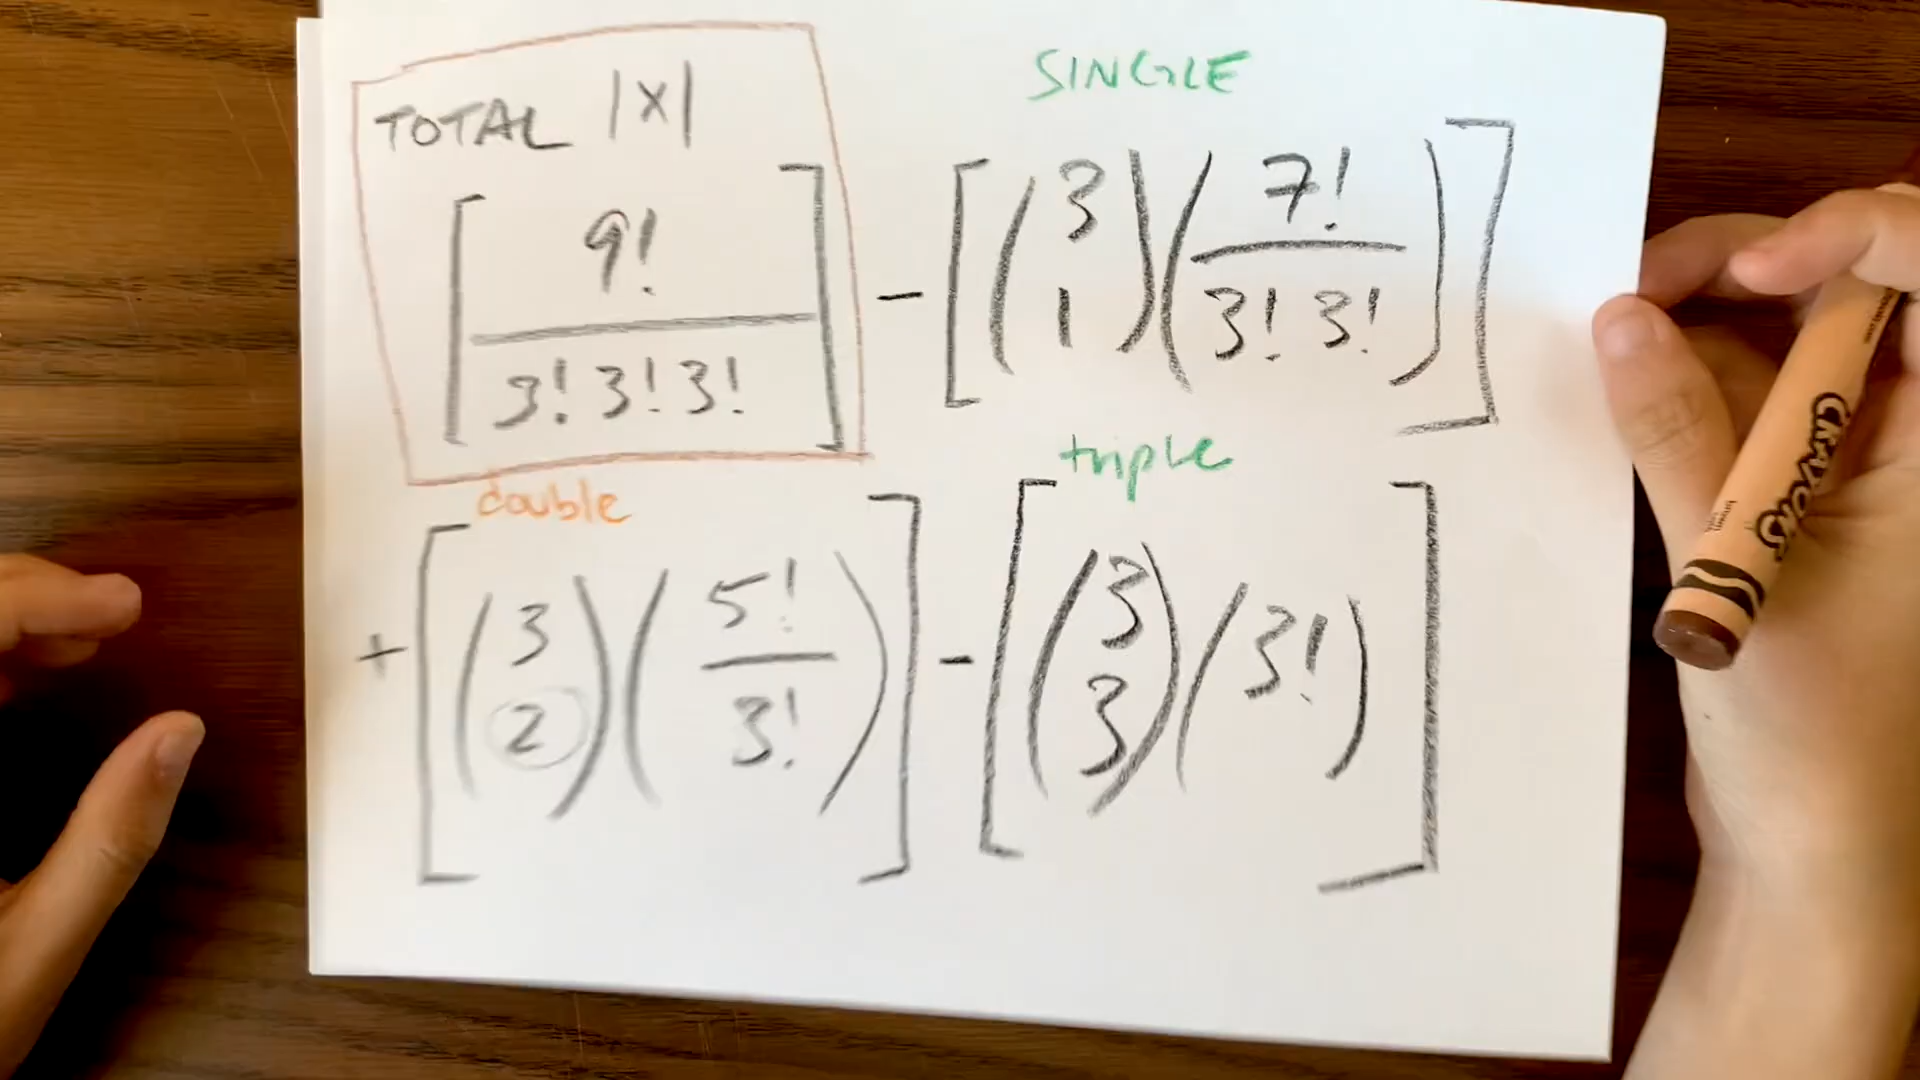 TOTAL |X|
[ 9! / 3! 3! 3! ]
SINGLE
- [ ( 3 1 ) ( 7! / 3! 3! ) ]
double
+ [ ( 3 2 ) ( 5! / 3! ) ]
triple
- [ ( 3 3 ) ( 3! ) ]
CRAYONS